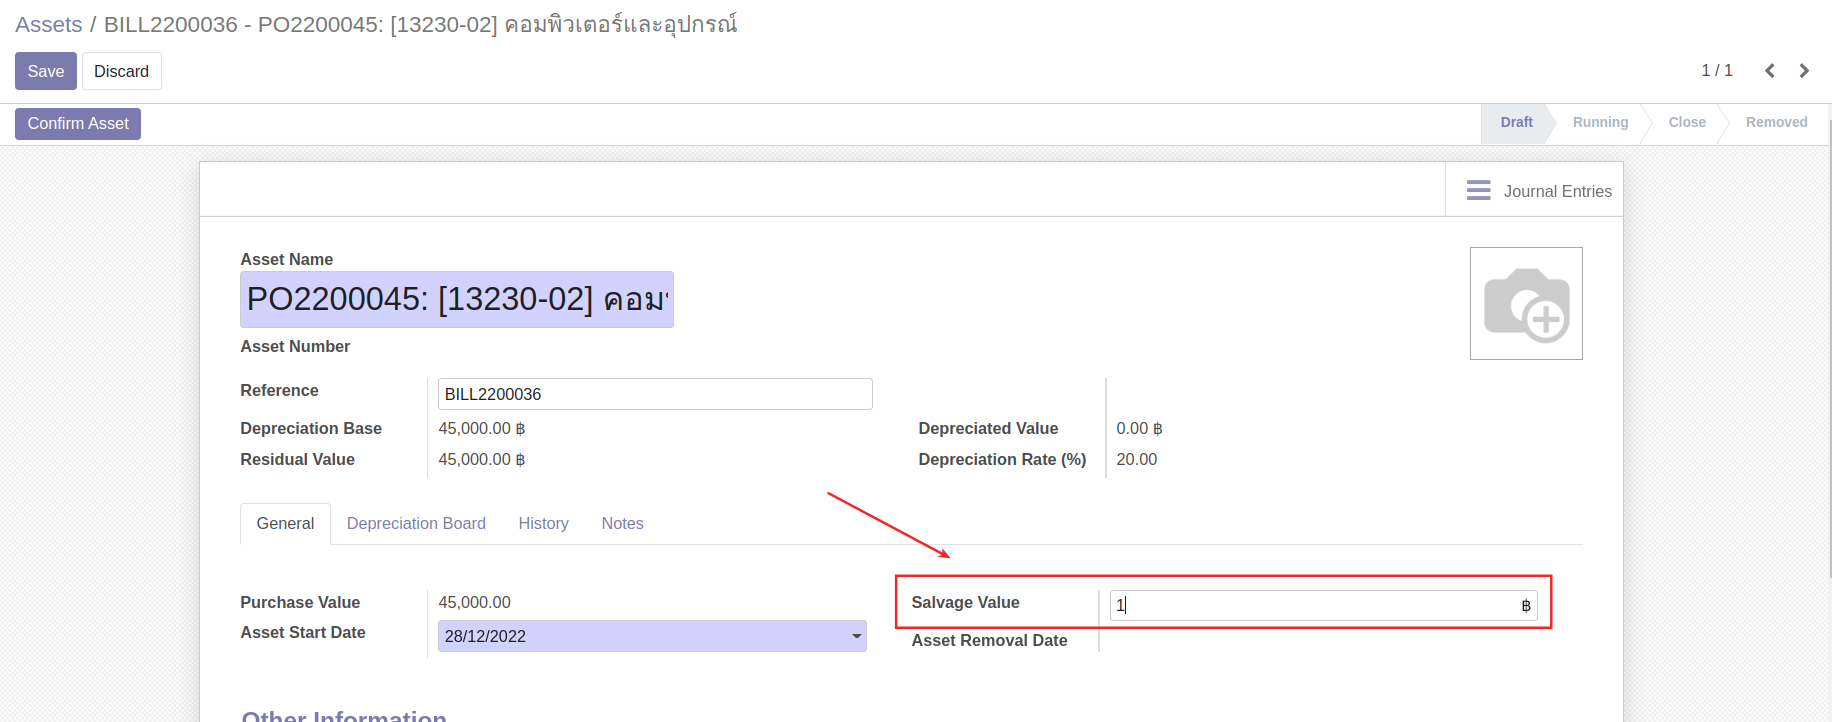 Assets / BILL2200036 - PO2200045: [13230-02] คอมพิวเตอร์และอุปกรณ์
Save Discard
1 / 1
Confirm Asset
Draft Running Close Removed
Journal Entries
Asset Name
PO2200045: [13230-02] คอม
Asset Number
Reference BILL2200036
Depreciation Base 45,000.00 ฿ Depreciated Value 0.00 ฿
Residual Value 45,000.00 ฿ Depreciation Rate (%) 20.00
General Depreciation Board History Notes
Purchase Value 45,000.00 Salvage Value 1 ฿
Asset Start Date 28/12/2022 Asset Removal Date
Other Information